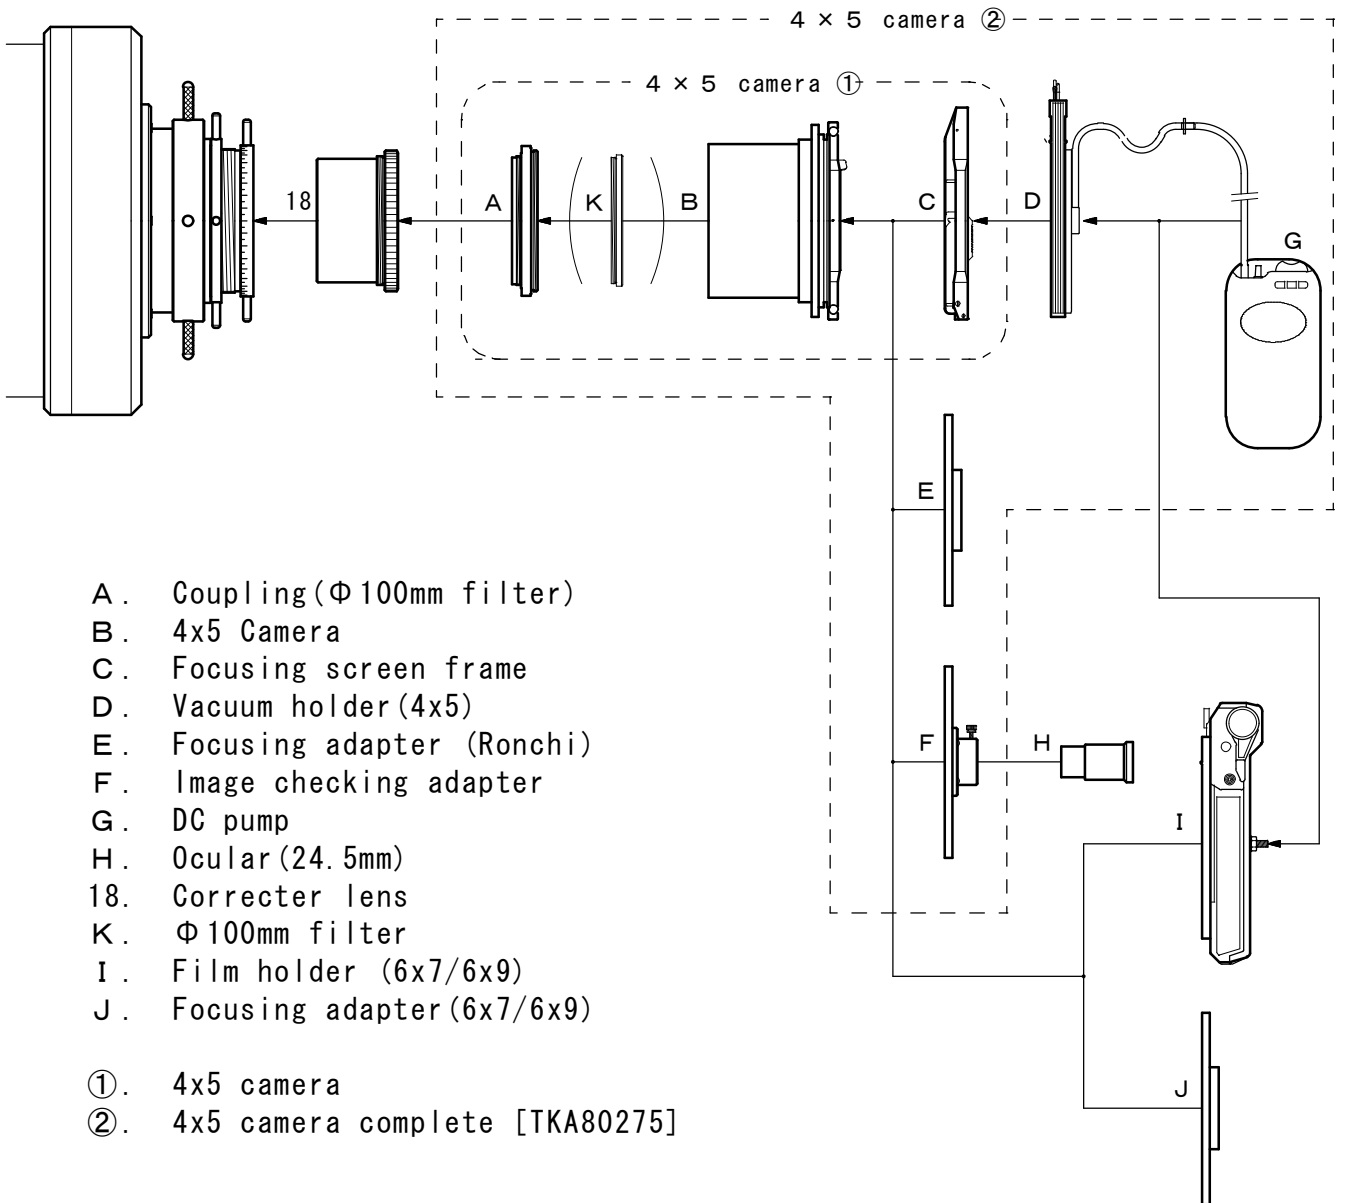 4 × 5 camera ②
4 × 5 camera ①
18
A
K
B
C
D
G
E
F
H
I
J
A. Coupling(Φ100mm filter)
B. 4x5 Camera
C. Focusing screen frame
D. Vacuum holder(4x5)
E. Focusing adapter (Ronchi)
F. Image checking adapter
G. DC pump
H. Ocular(24.5mm)
18. Correcter lens
K. Φ100mm filter
I. Film holder (6x7/6x9)
J. Focusing adapter(6x7/6x9)
①. 4x5 camera
②. 4x5 camera complete [TKA80275]